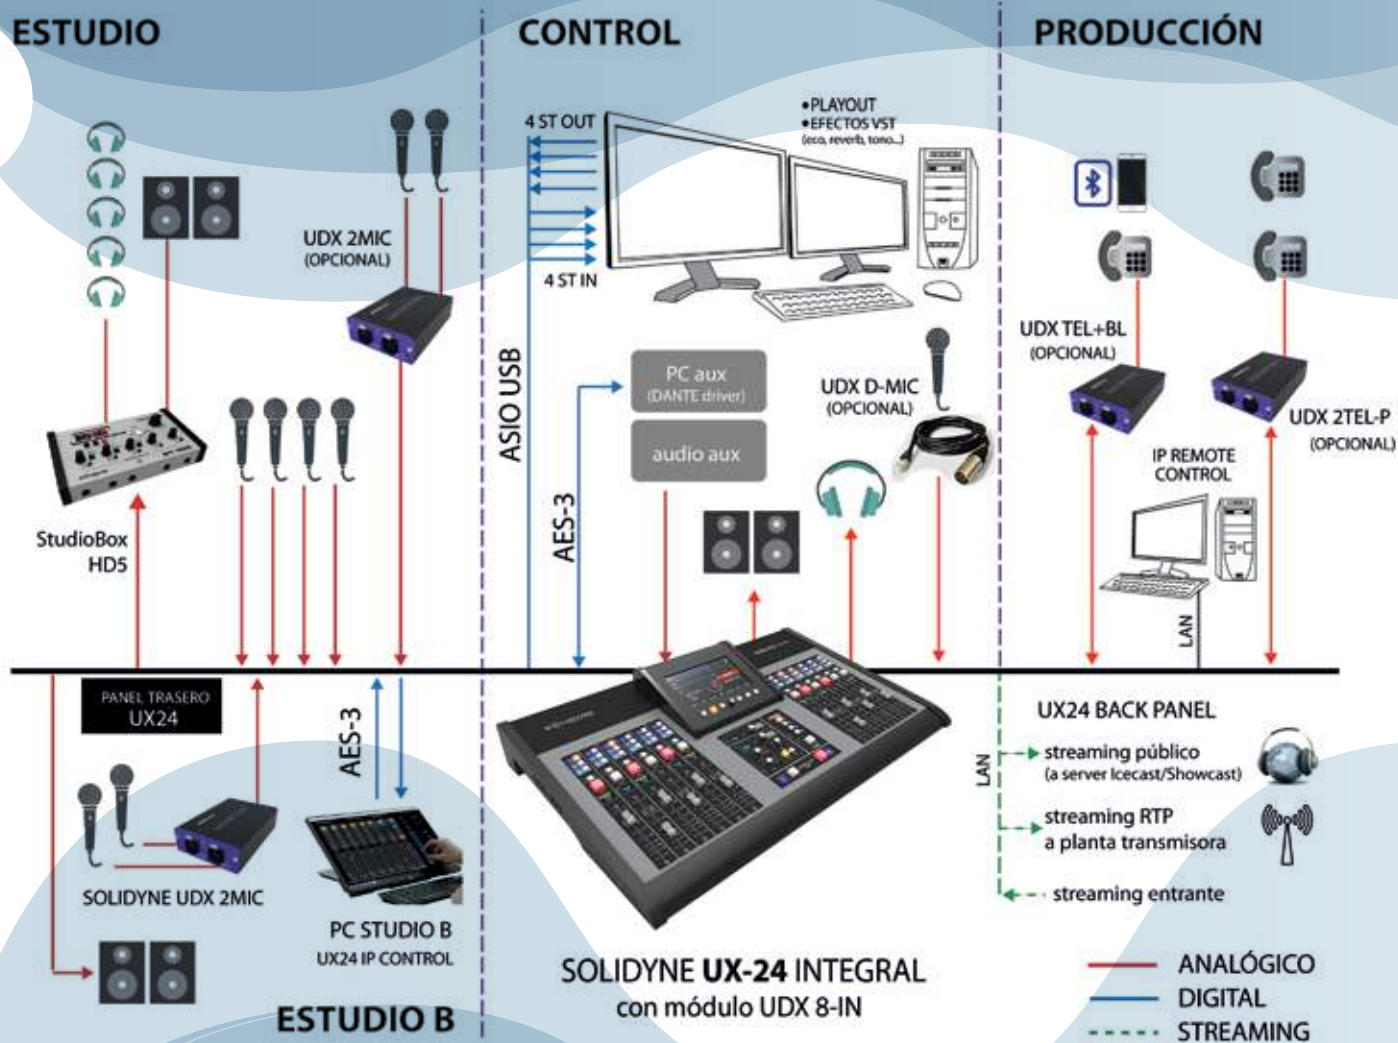 ESTUDIO
CONTROL
PRODUCCIÓN
4 ST OUT
•PLAYOUT
•EFECTOS VST
(eco, reverb, tono...)
UDX 2MIC
(OPCIONAL)
4 ST IN
ASIO USB
PC aux
(DANTE driver)
audio aux
UDX D-MIC
(OPCIONAL)
AES-3
UDX TEL+BL
(OPCIONAL)
UDX 2TEL-P
(OPCIONAL)
IP REMOTE
CONTROL
LAN
StudioBox
HD5
PANEL TRASERO
UX24
AES-3
SOLIDYNE UDX 2MIC
PC STUDIO B
UX24 IP CONTROL
ESTUDIO B
SOLIDYNE UX-24 INTEGRAL
con módulo UDX 8-IN
LAN
UX24 BACK PANEL
streaming público
(a server Icecast/Showcast)
streaming RTP
a planta transmisora
streaming entrante
ANALÓGICO
DIGITAL
STREAMING